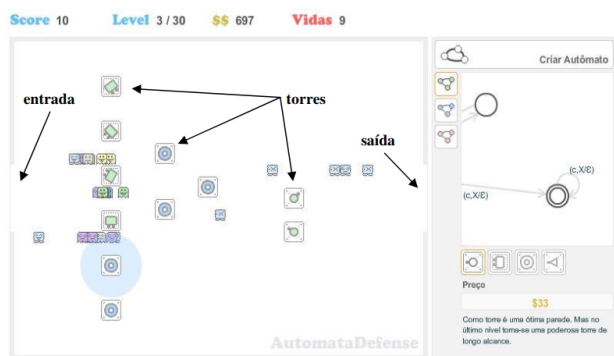 Score 10 Level 3 / 30 $$ 697 Vidas 9
Criar Autômato
entrada
torres
saída
(c,X/Ɛ)
(c,X/Ɛ)
Preço
$33
Como torre é uma ótima parede. Mas no
último nível torna-se uma poderosa torre de
longo alcance.
AutomataDefense